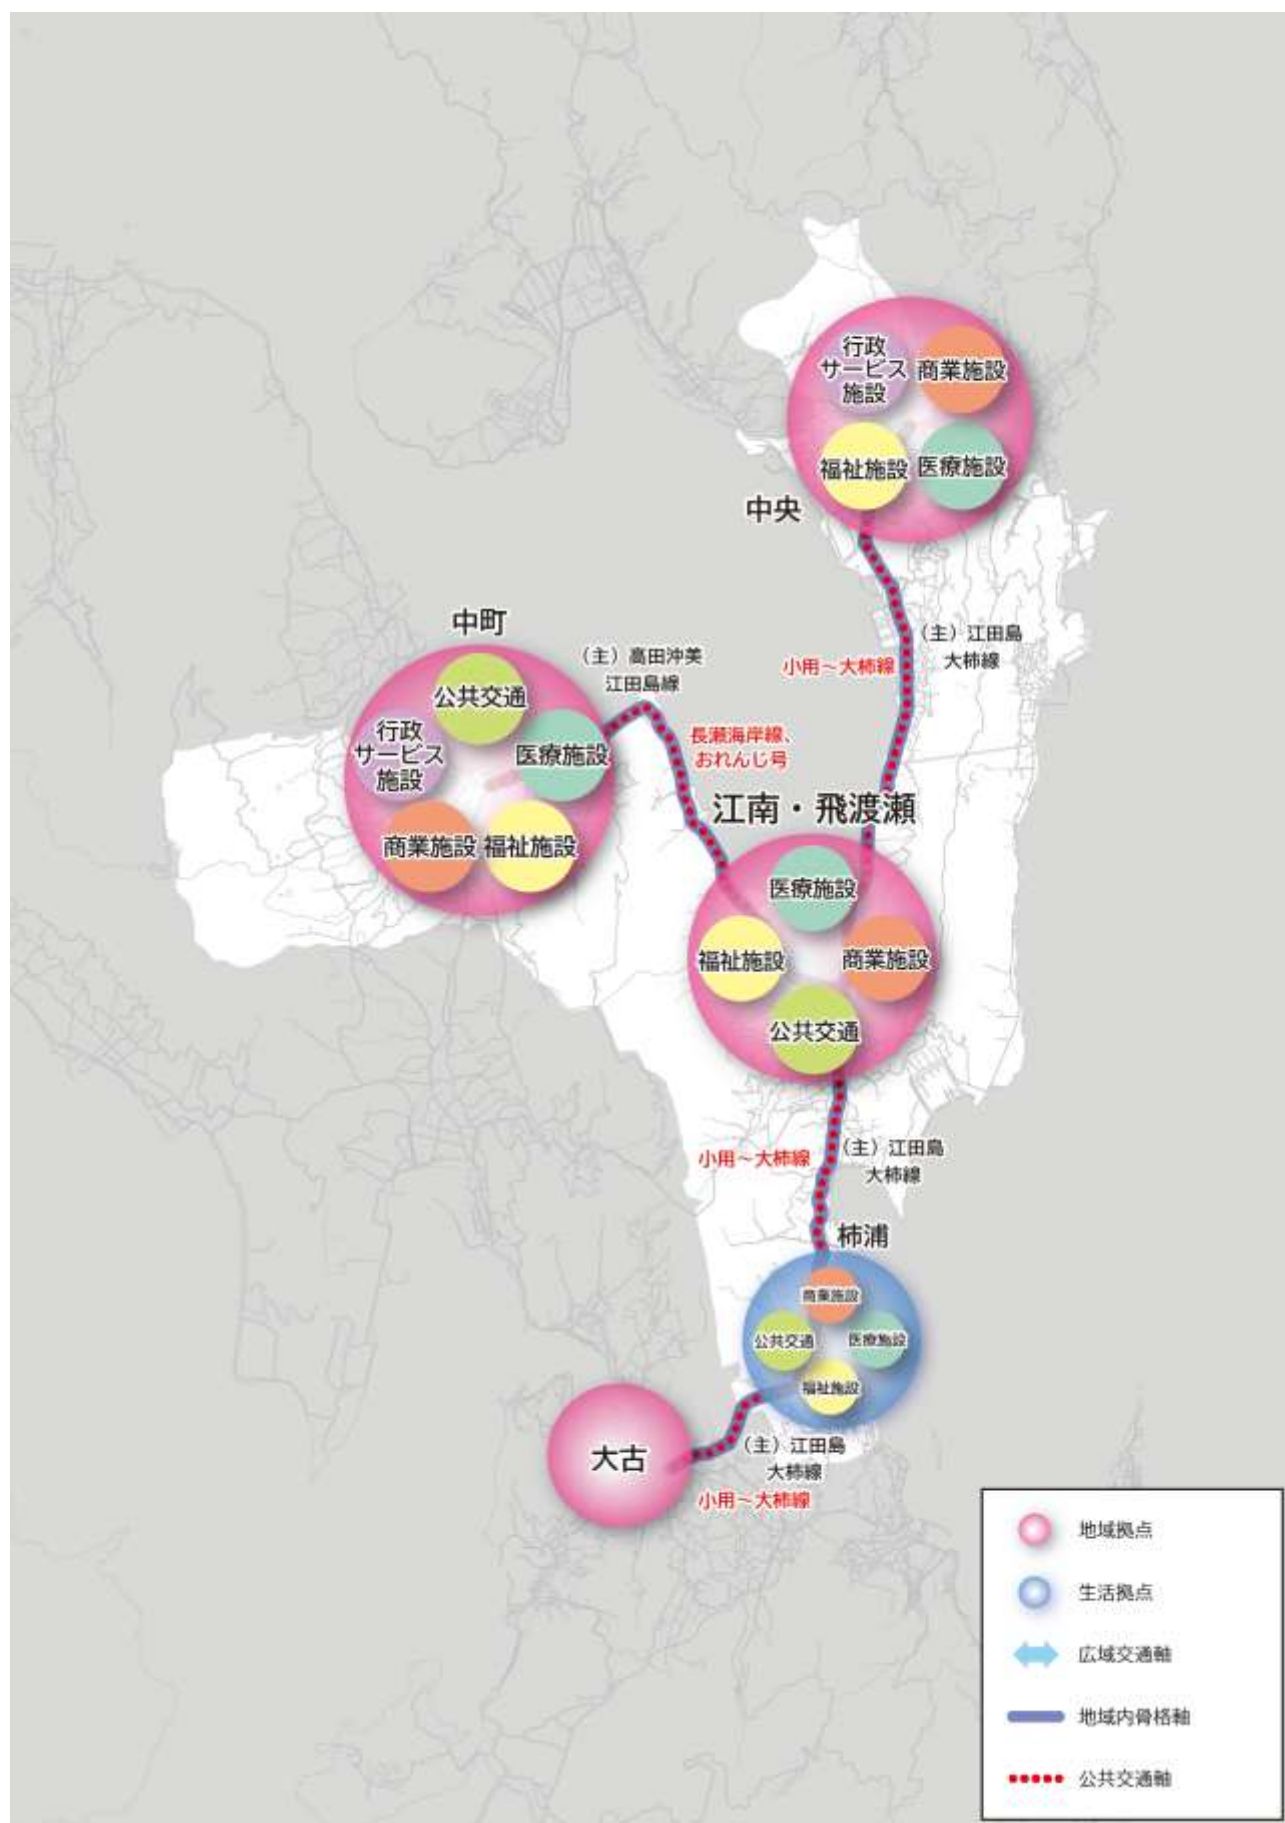 行政
サービス
施設
商業施設
福祉施設
医療施設
中央
(主)江田島
大柿線
小用~大柿線
中町
公共交通
行政
サービス
施設
医療施設
商業施設
福祉施設
(主)高田沖美
江田島線
長瀬海岸線、
おれんじ号
江南・飛渡瀬
医療施設
福祉施設
商業施設
公共交通
小用~大柿線
(主)江田島
大柿線
柿浦
商業施設
公共交通
医療施設
福祉施設
大古
(主)江田島
大柿線
小用~大柿線
地域拠点
生活拠点
広域交通軸
地域内骨格軸
公共交通軸